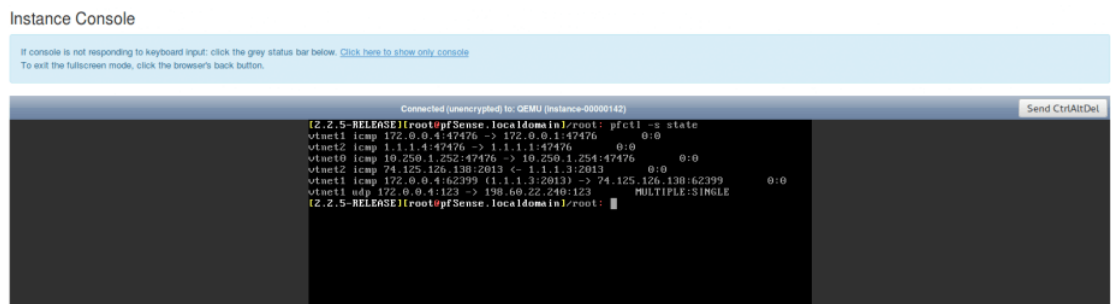 Instance Console
If console is not responding to keyboard input: click the grey status bar below. Click here to show only console
To exit the fullscreen mode, click the browser's back button.
Connected (unencrypted) to: QEMU (instance-00000142)
Send CtrlAltDel
[2.2.5-RELEASE][root@pfSense.localdomain]/root: pfctl -s state
vtnet1 icmp 172.0.0.4:47476 -> 172.0.0.1:47476 0:0
vtnet2 icmp 1.1.1.4:47476 -> 1.1.1.1:47476 0:0
vtnet0 icmp 10.250.1.252:47476 -> 10.250.1.254:47476 0:0
vtnet2 icmp 74.125.126.138:2013 <- 1.1.1.3:2013 0:0
vtnet1 icmp 172.0.0.4:62399 (1.1.1.3:2013) -> 74.125.126.138:62399 0:0
vtnet1 udp 172.0.0.4:123 -> 198.60.22.240:123 MULTIPLE:SINGLE
[2.2.5-RELEASE][root@pfSense.localdomain]/root: